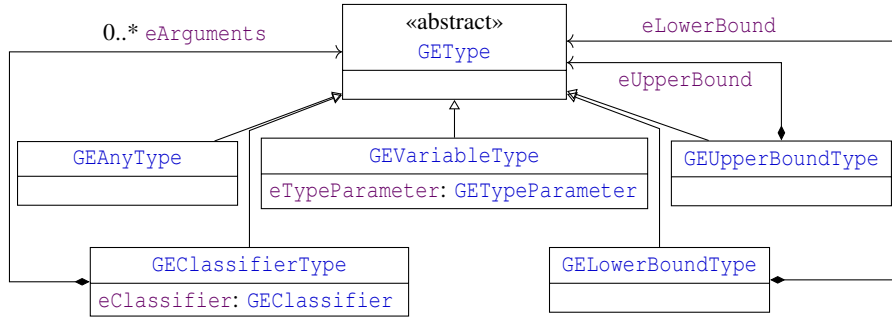 «abstract»
GEType
0..* eArguments
eLowerBound
eUpperBound
GEAnyType
GEVariableType
eTypeParameter: GETypeParameter
GEUpperBoundType
GEClassifierType
eClassifier: GEClassifier
GELowerBoundType